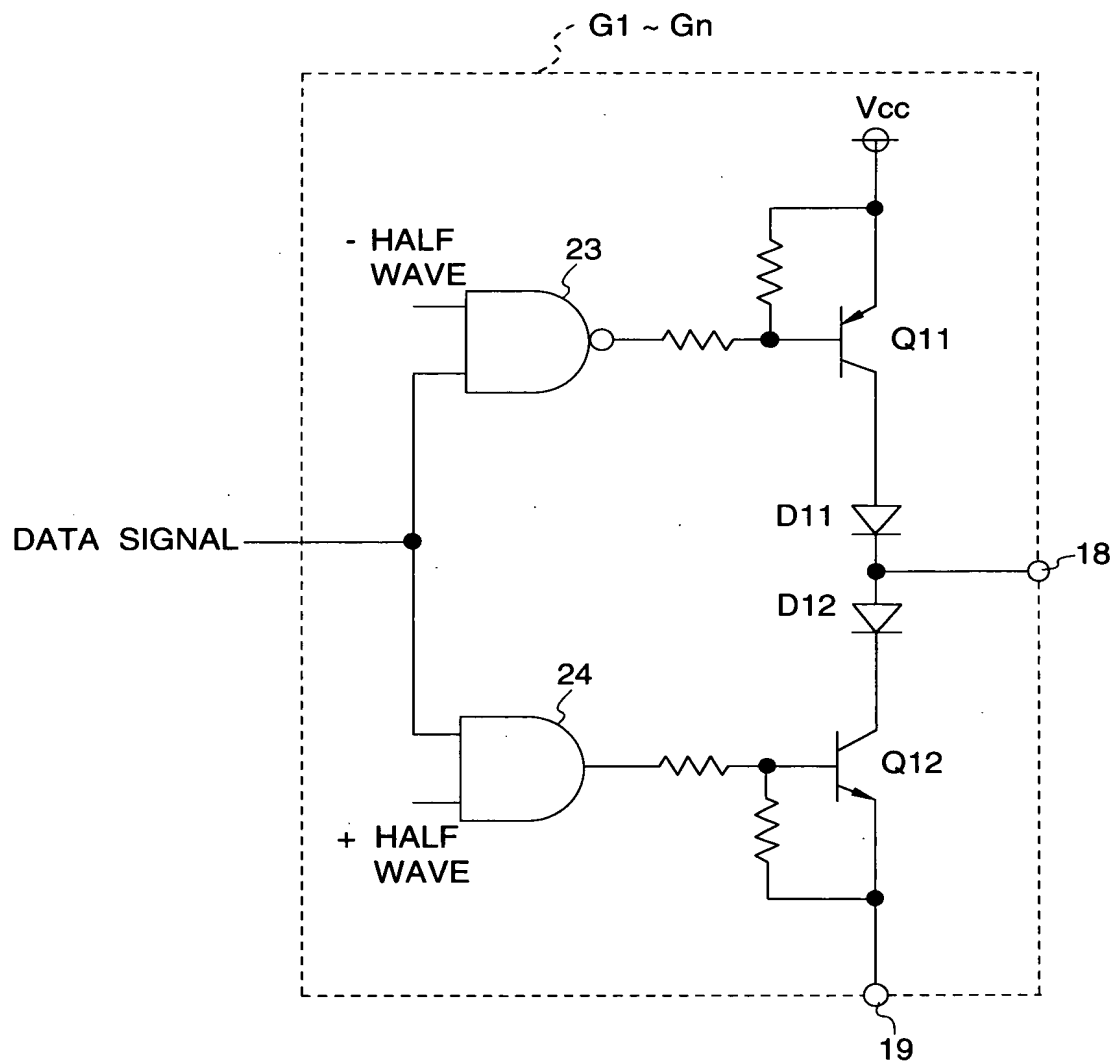 G1 ~ Gn
Vcc
- HALF
WAVE
23
Q11
D11
DATA SIGNAL
18
D12
24
Q12
+ HALF
WAVE
19